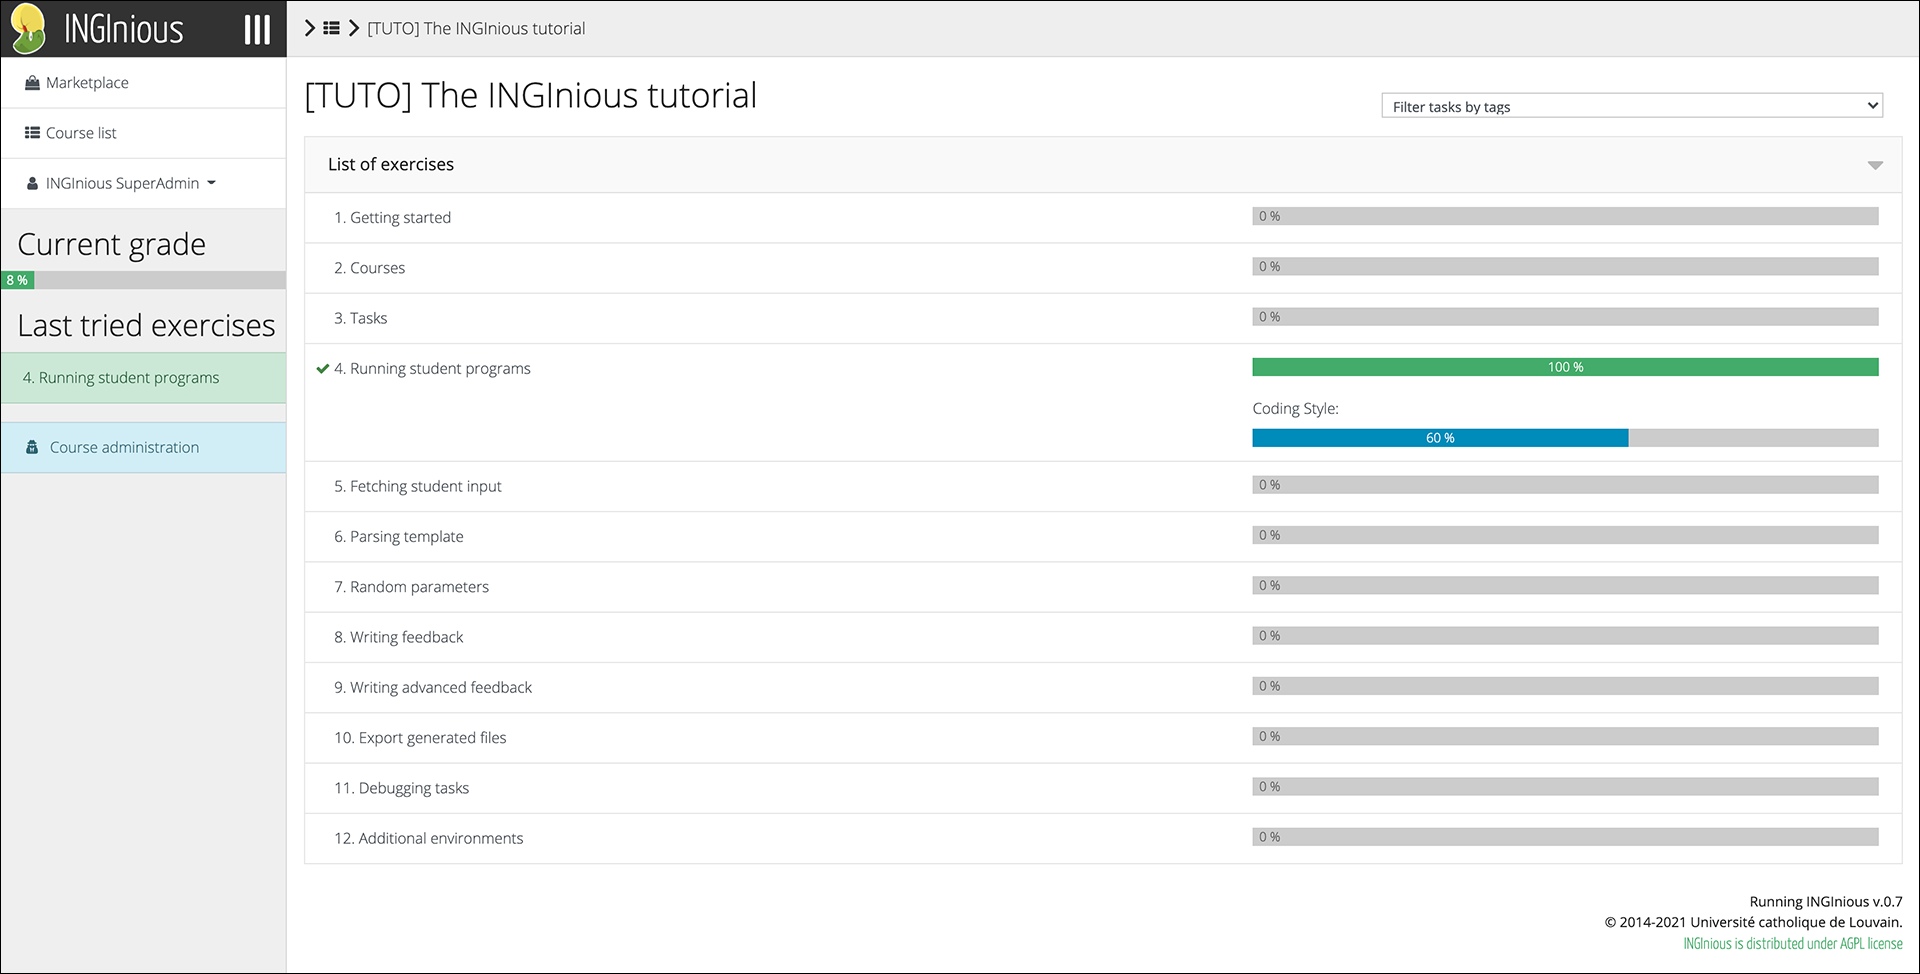 INGInious
[TUTO] The INGInious tutorial
Marketplace
Course list
INGInious SuperAdmin
Current grade
8 %
Last tried exercises
4. Running student programs
Course administration
[TUTO] The INGInious tutorial
Filter tasks by tags
List of exercises
1. Getting started
0 %
2. Courses
0 %
3. Tasks
0 %
4. Running student programs
100 %
Coding Style:
60 %
5. Fetching student input
0 %
6. Parsing template
0 %
7. Random parameters
0 %
8. Writing feedback
0 %
9. Writing advanced feedback
0 %
10. Export generated files
0 %
11. Debugging tasks
0 %
12. Additional environments
0 %
Running INGInious v.0.7
© 2014-2021 Université catholique de Louvain.
INGInious is distributed under AGPL license